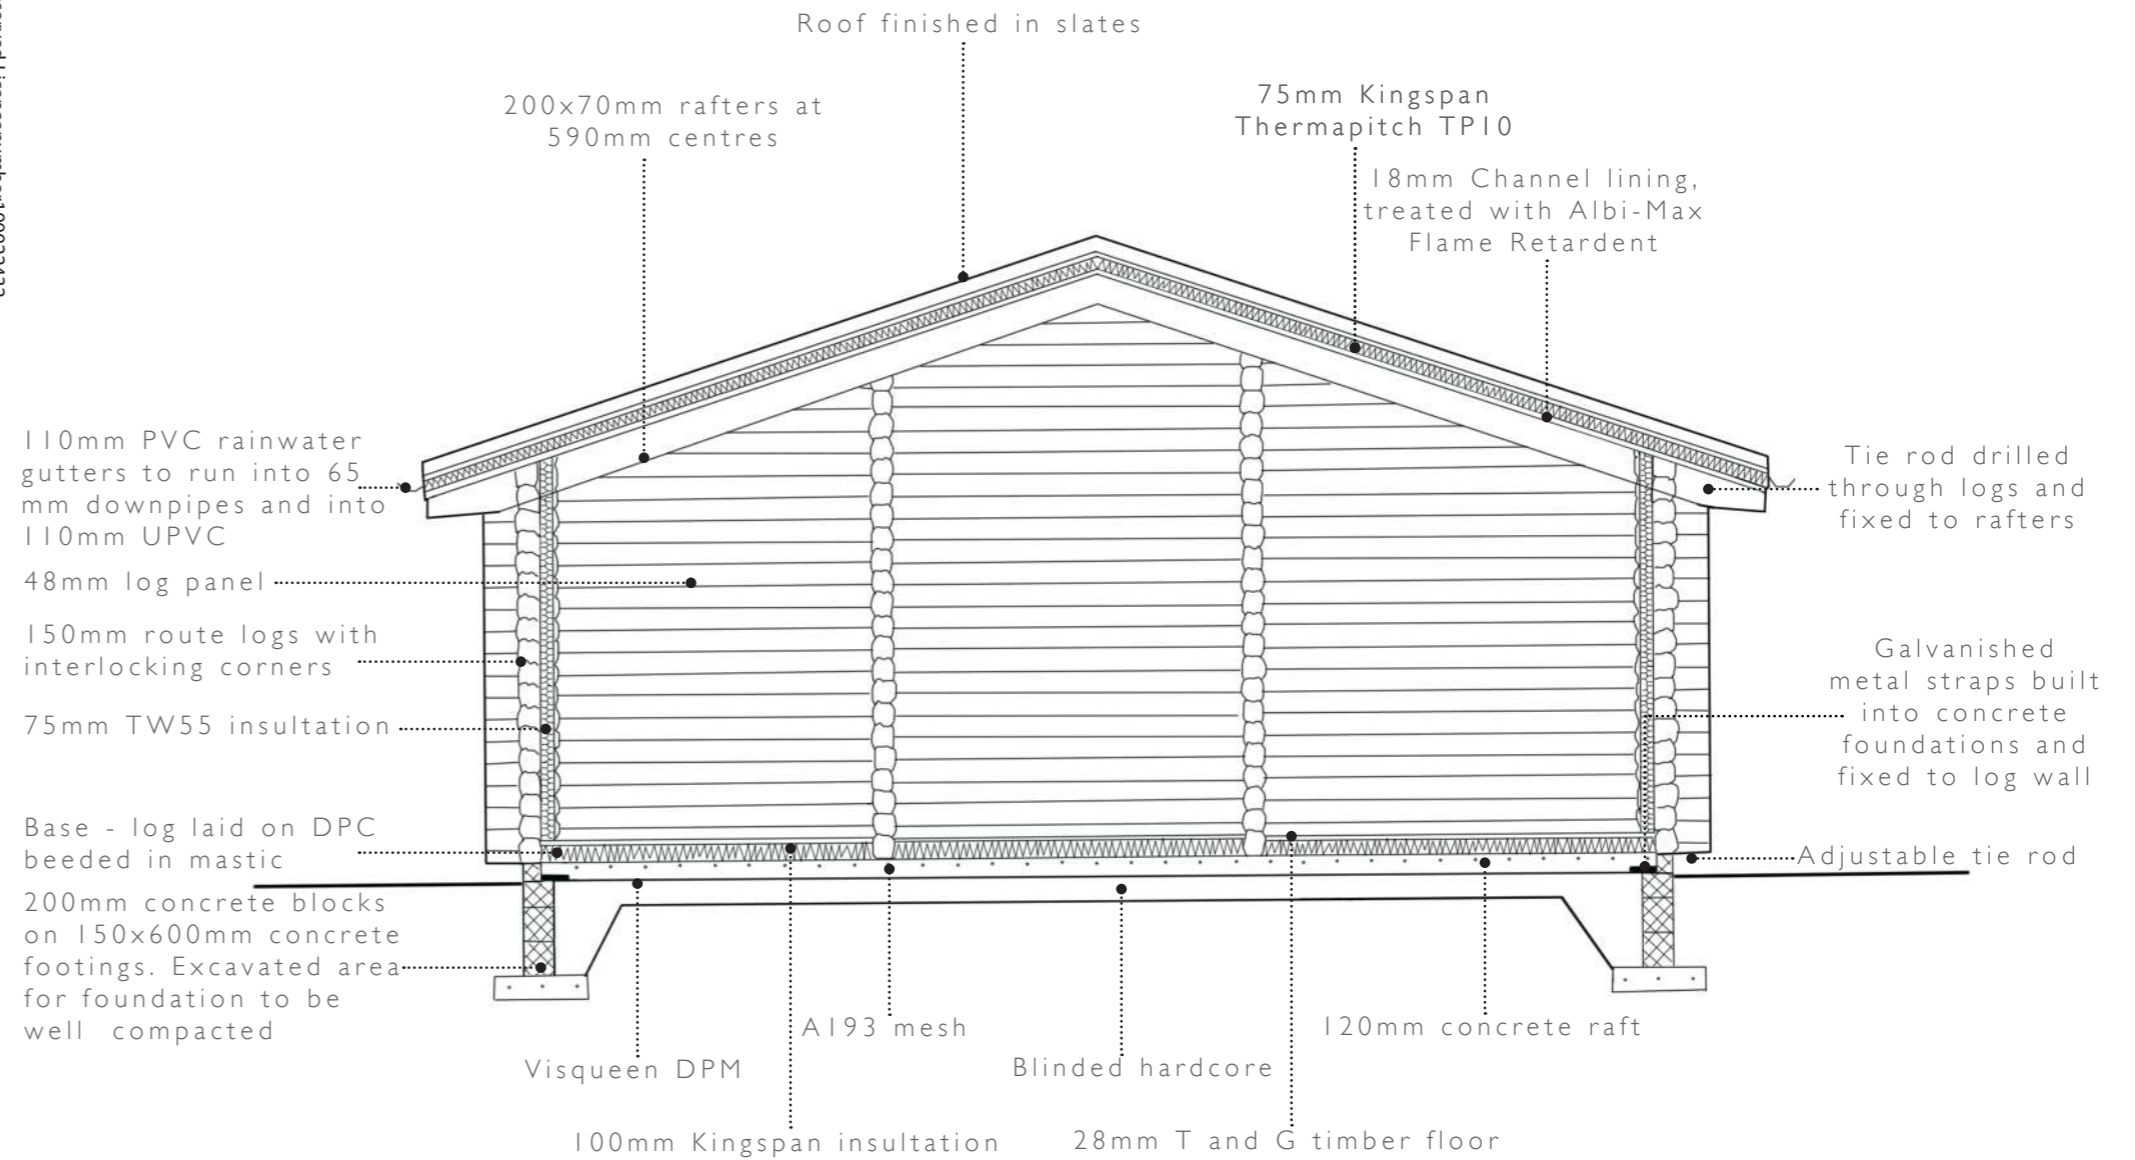 Roof finished in slates
200x70mm rafters at
590mm centres
75mm Kingspan
Thermapitch TP10
18mm Channel lining,
treated with Albi-Max
Flame Retardent
110mm PVC rainwater
gutters to run into 65
mm downpipes and into
110mm UPVC
48mm log panel
150mm route logs with
interlocking corners
75mm TW55 insultation
Base - log laid on DPC
beeded in mastic
200mm concrete blocks
on 150x600mm concrete
footings. Excavated area
for foundation to be
well compacted
Tie rod drilled
through logs and
fixed to rafters
Galvanished
metal straps built
into concrete
foundations and
fixed to log wall
Adjustable tie rod
A193 mesh
120mm concrete raft
Visqueen DPM
Blinded hardcore
100mm Kingspan insultation
28mm T and G timber floor